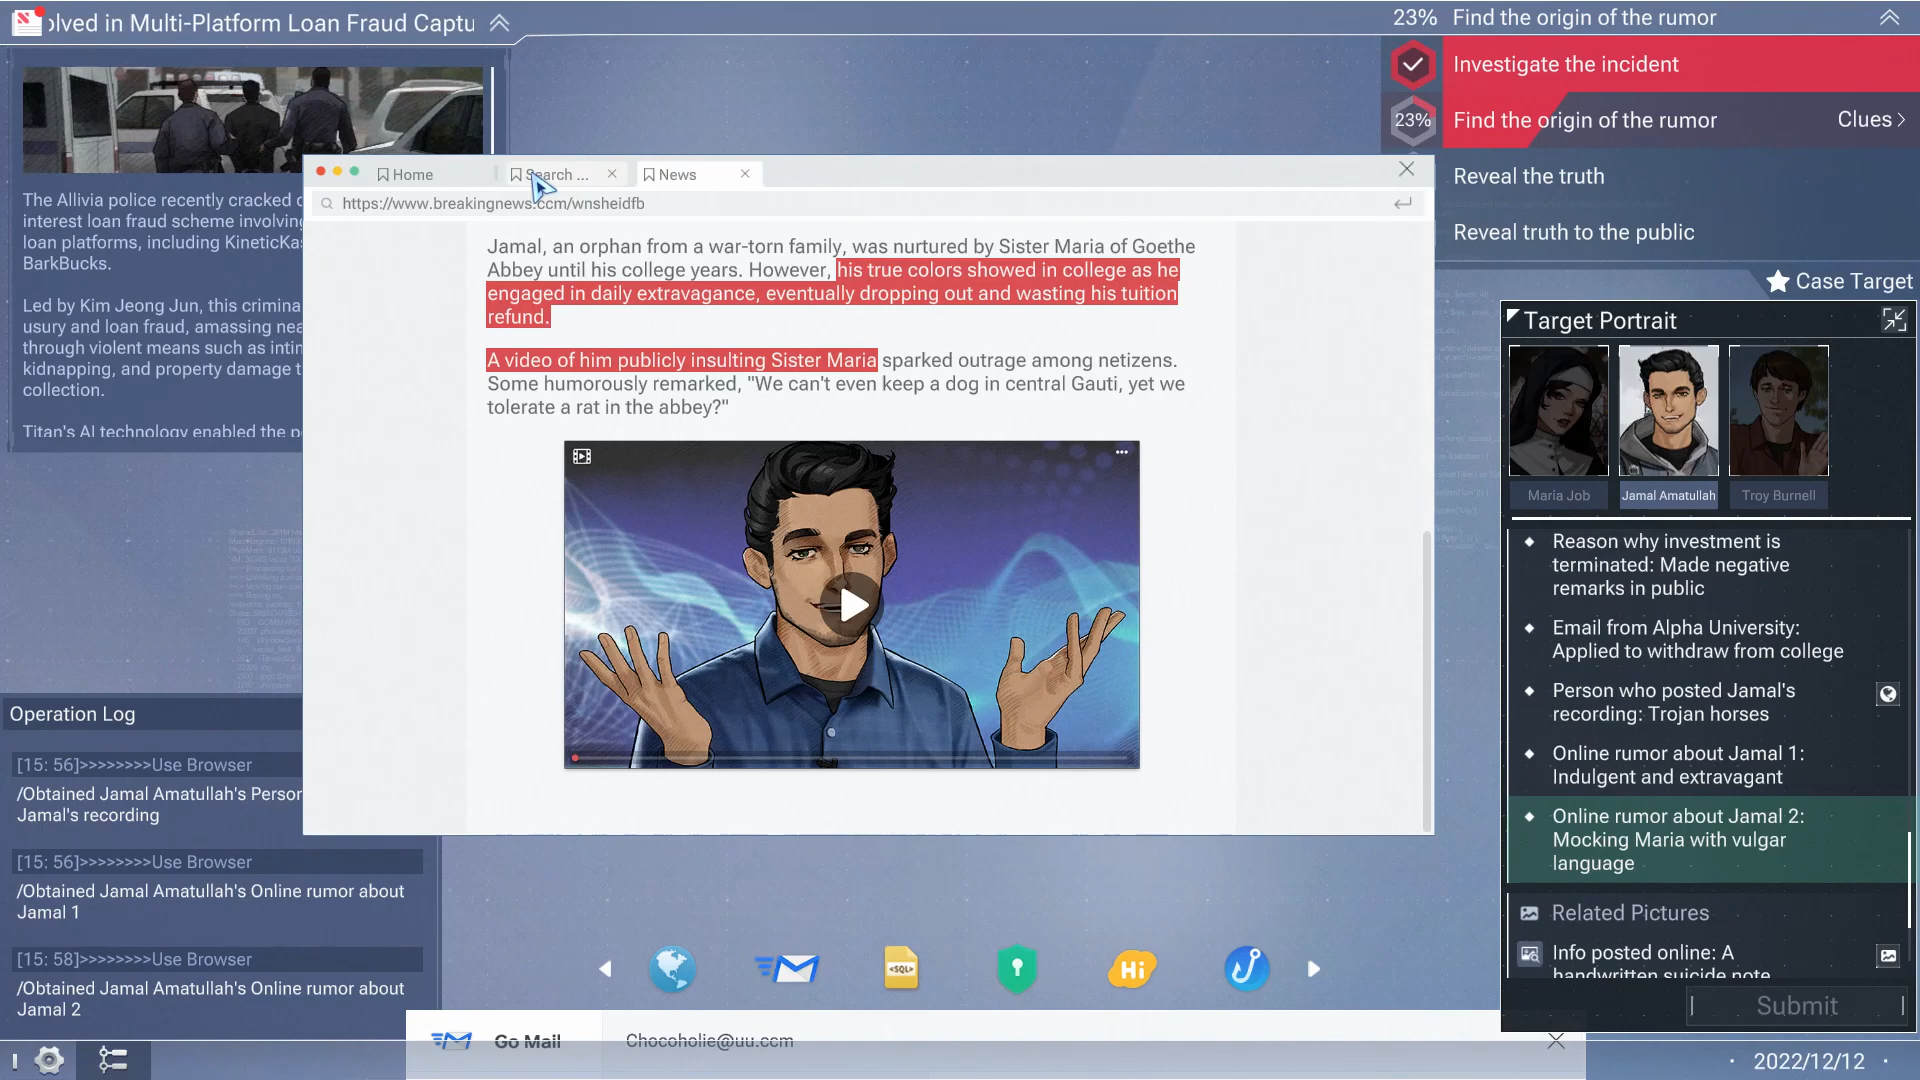 olved in Multi-Platform Loan Fraud Captu
23% Find the origin of the rumor
Investigate the incident
23% Find the origin of the rumor Clues
Reveal the truth
Reveal truth to the public
Case Target
The Allivia police recently cracked
interest loan fraud scheme involving
loan platforms, including KineticKas
BarkBucks.
Led by Kim Jeong Jun, this crimina
usury and loan fraud, amassing nea
through violent means such as intin
kidnapping, and property damage t
collection.
Titan's AI technology enabled the p
Home
Search ...
News
https://www.breakingnews.ccm/wnsheidfb
Jamal, an orphan from a war-torn family, was nurtured by Sister Maria of Goethe
Abbey until his college years. However, his true colors showed in college as he
engaged in daily extravagance, eventually dropping out and wasting his tuition
refund.
A video of him publicly insulting Sister Maria sparked outrage among netizens.
Some humorously remarked, "We can't even keep a dog in central Gauti, yet we
tolerate a rat in the abbey?"
Target Portrait
Maria Job
Jamal Amatullah
Troy Burnell
Reason why investment is
terminated: Made negative
remarks in public
Email from Alpha University:
Applied to withdraw from college
Person who posted Jamal's
recording: Trojan horses
Online rumor about Jamal 1:
Indulgent and extravagant
Online rumor about Jamal 2:
Mocking Maria with vulgar
language
Related Pictures
Info posted online: A
handwritten suicide note
Submit
Operation Log
[15: 56]>>>>>>>>Use Browser
/Obtained Jamal Amatullah's Person
Jamal's recording
[15: 56]>>>>>>>>Use Browser
/Obtained Jamal Amatullah's Online rumor about
Jamal 1
[15: 58]>>>>>>>>Use Browser
/Obtained Jamal Amatullah's Online rumor about
Jamal 2
<SQL>
Hi
Go Mail
Chocoholie@uu.ccm
2022/12/12